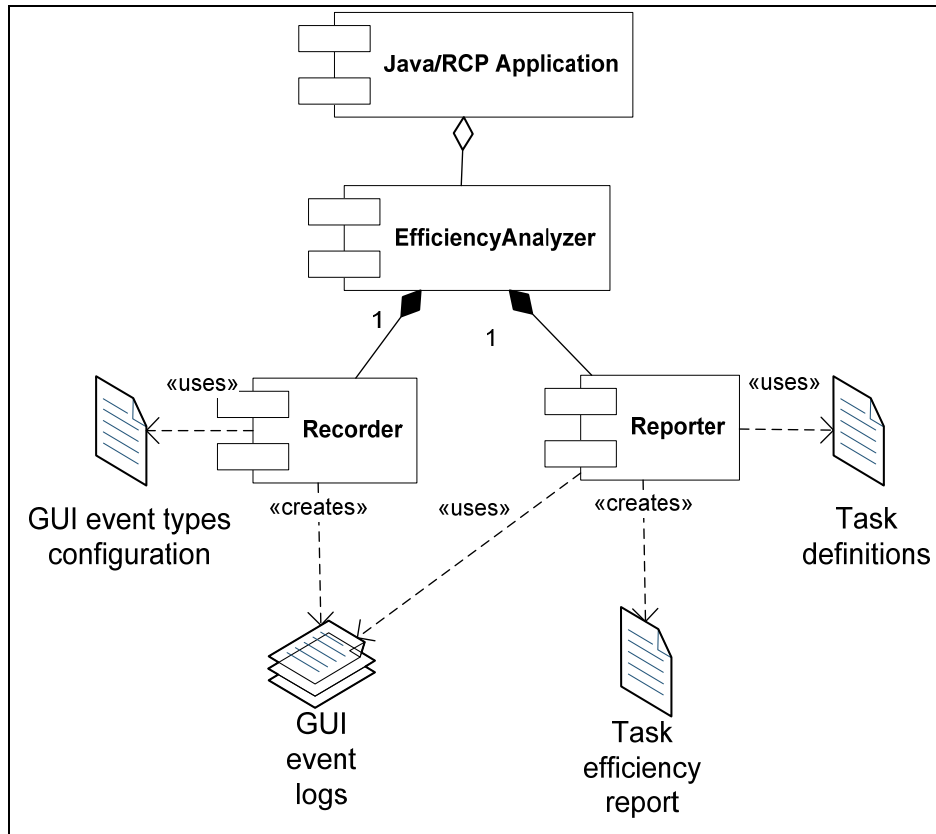 Java/RCP Application
EfficiencyAnalyzer
1
1
«uses»
Recorder
Reporter
«uses»
GUI event types
configuration
«creates»
«uses»
«creates»
Task
definitions
GUI
event
logs
Task
efficiency
report